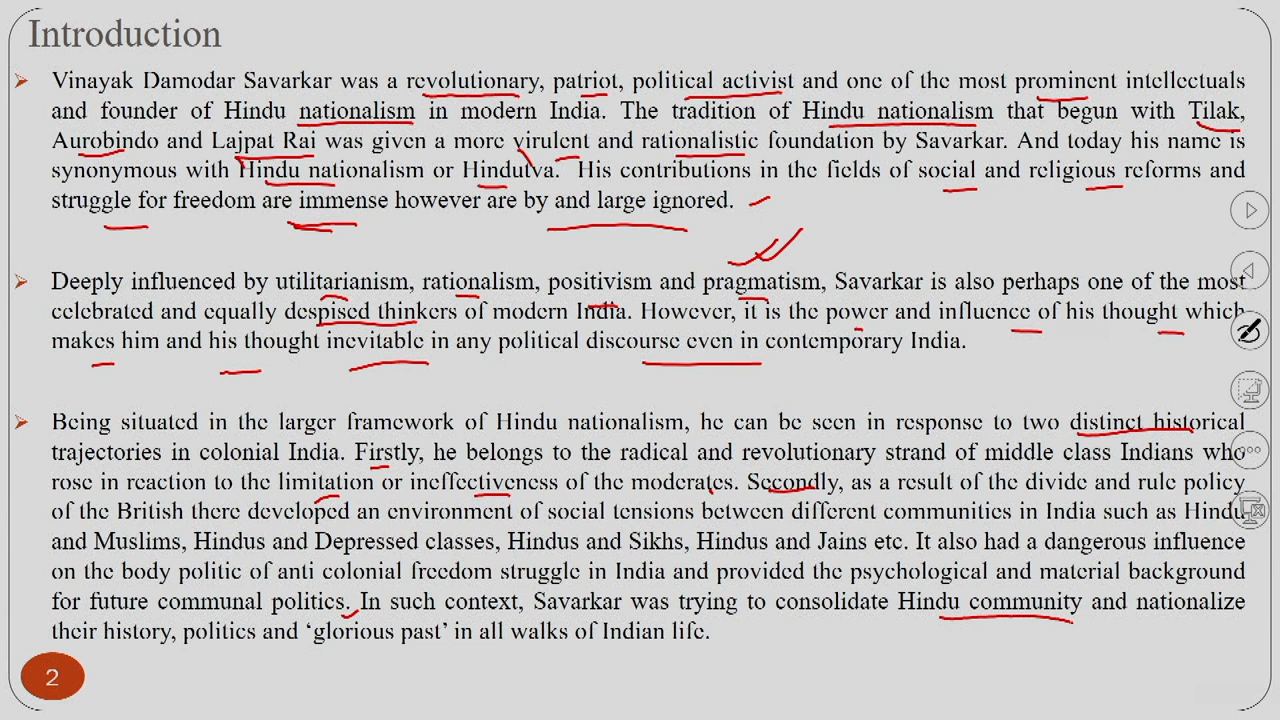 Introduction
Vinayak Damodar Savarkar was a revolutionary, patriot, political activist and one of the most prominent intellectuals
and founder of Hindu nationalism in modern India. The tradition of Hindu nationalism that begun with Tilak,
Aurobindo and Lajpat Rai was given a more virulent and rationalistic foundation by Savarkar. And today his name is
synonymous with Hindu nationalism or Hindutva. His contributions in the fields of social and religious reforms and
struggle for freedom are immense however are by and large ignored.
Deeply influenced by utilitarianism, rationalism, positivism and pragmatism, Savarkar is also perhaps one of the most
celebrated and equally despised thinkers of modern India. However, it is the power and influence of his thought which
makes him and his thought inevitable in any political discourse even in contemporary India.
Being situated in the larger framework of Hindu nationalism, he can be seen in response to two distinct historical
trajectories in colonial India. Firstly, he belongs to the radical and revolutionary strand of middle class Indians who
rose in reaction to the limitation or ineffectiveness of the moderates. Secondly, as a result of the divide and rule policy
of the British there developed an environment of social tensions between different communities in India such as Hindu
and Muslims, Hindus and Depressed classes, Hindus and Sikhs, Hindus and Jains etc. It also had a dangerous influence
on the body politic of anti colonial freedom struggle in India and provided the psychological and material background
for future communal politics. In such context, Savarkar was trying to consolidate Hindu community and nationalize
their history, politics and ‘glorious past’ in all walks of Indian life.
2